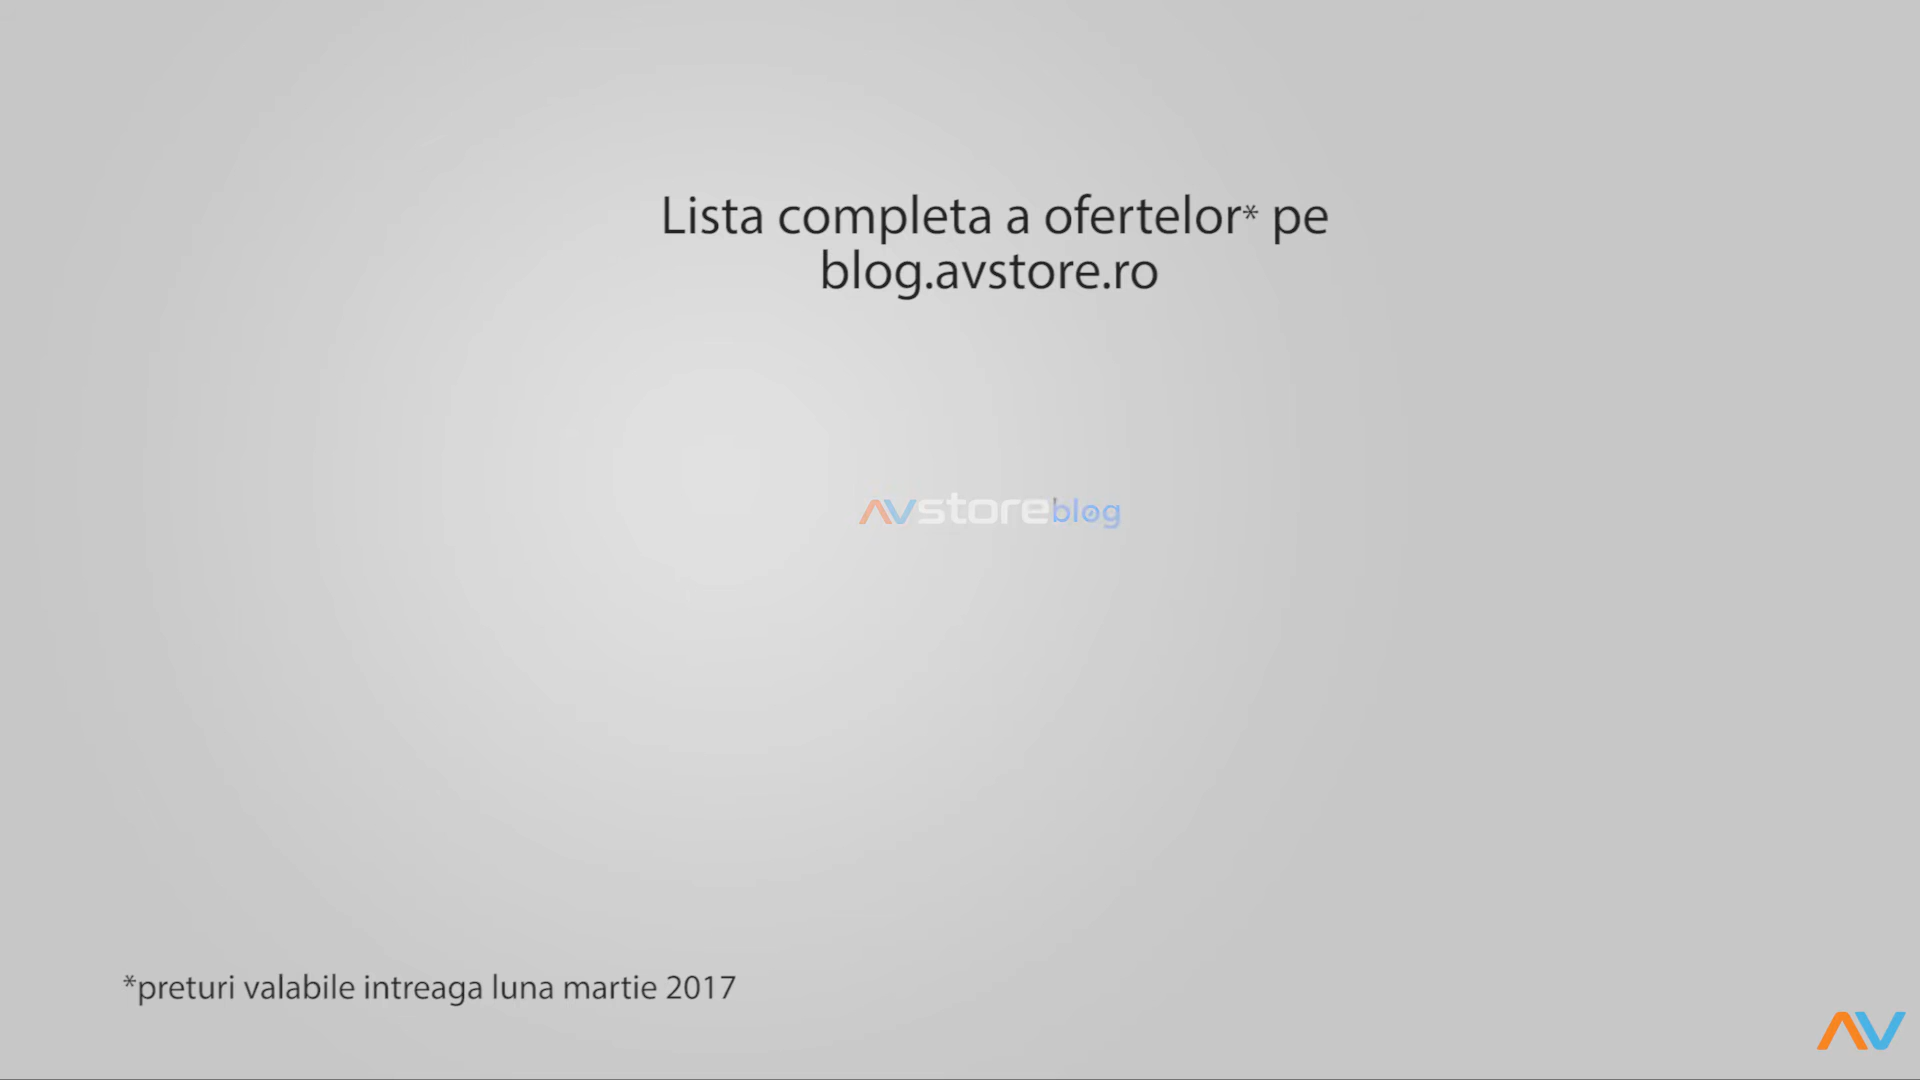 Lista completa a ofertelor* pe
blog.avstore.ro
AVstoreblog
*preturi valabile intreaga luna martie 2017
AV